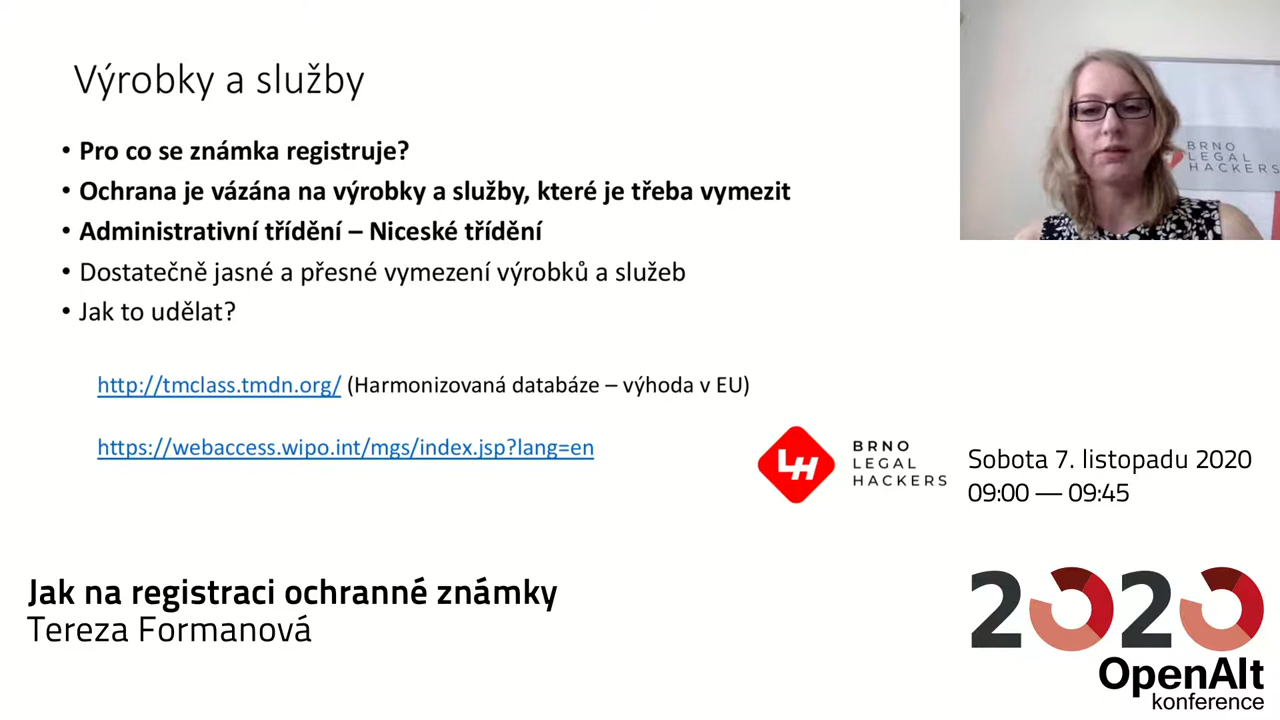 Výrobky a služby
• Pro co se známka registruje?
• Ochrana je vázána na výrobky a služby, které je třeba vymezit
• Administrativní třídění – Niceské třídění
• Dostatečně jasné a přesné vymezení výrobků a služeb
• Jak to udělat?
http://tmclass.tmdn.org/ (Harmonizovaná databáze – výhoda v EU)
https://webaccess.wipo.int/mgs/index.jsp?lang=en
BRNO
LEGAL
HACKERS
LH
BRNO
LEGAL
HACKERS
Sobota 7. listopadu 2020
09:00 — 09:45
Jak na registraci ochranné známky
Tereza Formanová
2020
OpenAlt
konference